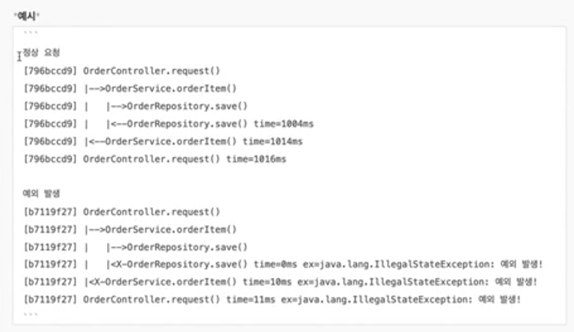 *예시*
```
정상 요청
[796bccd9] OrderController.request()
[796bccd9] |-->OrderService.orderItem()
[796bccd9] |   |-->OrderRepository.save()
[796bccd9] |   |<--OrderRepository.save() time=1004ms
[796bccd9] |<--OrderService.orderItem() time=1014ms
[796bccd9] OrderController.request() time=1016ms

예외 발생
[b7119f27] OrderController.request()
[b7119f27] |-->OrderService.orderItem()
[b7119f27] |   |-->OrderRepository.save()
[b7119f27] |   |<X-OrderRepository.save() time=0ms ex=java.lang.IllegalStateException: 예외 발생!
[b7119f27] |<X-OrderService.orderItem() time=10ms ex=java.lang.IllegalStateException: 예외 발생!
[b7119f27] OrderController.request() time=11ms ex=java.lang.IllegalStateException: 예외 발생!
```